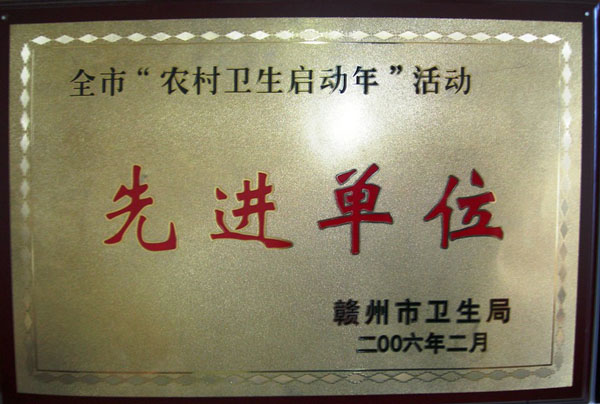 全市“农村卫生启动年”活动
先进单位
赣州市卫生局
二00六年二月